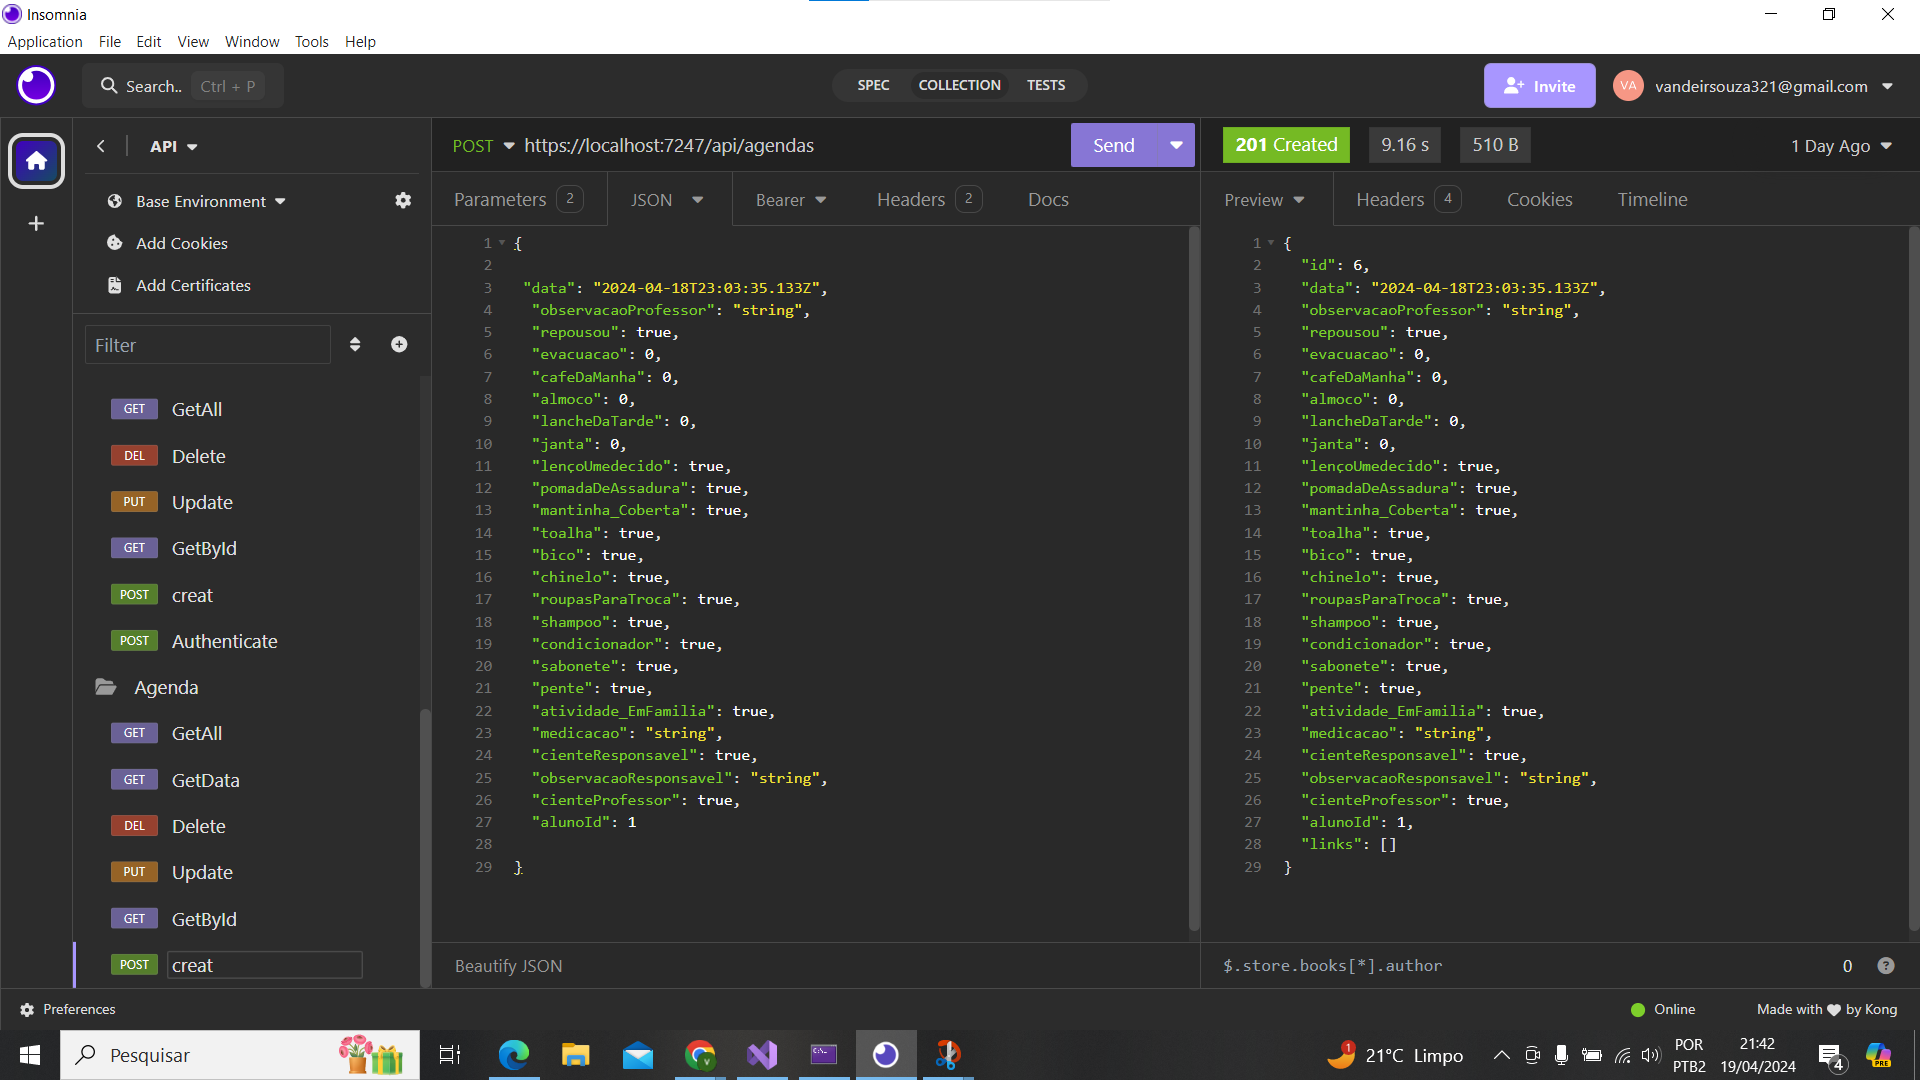 Insomnia
Application File Edit View Window Tools Help
Search.. Ctrl + P
SPEC COLLECTION TESTS
Invite
VA vandeirsouza321@gmail.com
API
Base Environment
Add Cookies
Add Certificates
Filter
GET GetAll
DEL Delete
PUT Update
GET GetById
POST creat
POST Authenticate
Agenda
GET GetAll
GET GetData
DEL Delete
PUT Update
GET GetById
POST creat
POST https://localhost:7247/api/agendas Send
Parameters 2 JSON Bearer Headers 2 Docs
1 {
2
3 "data": "2024-04-18T23:03:35.133Z",
4 "observacaoProfessor": "string",
5 "repousou": true,
6 "evacuacao": 0,
7 "cafeDaManha": 0,
8 "almoco": 0,
9 "lancheDaTarde": 0,
10 "janta": 0,
11 "lençoUmedecido": true,
12 "pomadaDeAssadura": true,
13 "mantinha_Coberta": true,
14 "toalha": true,
15 "bico": true,
16 "chinelo": true,
17 "roupasParaTroca": true,
18 "shampoo": true,
19 "condicionador": true,
20 "sabonete": true,
21 "pente": true,
22 "atividade_EmFamilia": true,
23 "medicacao": "string",
24 "cienteResponsavel": true,
25 "observacaoResponsavel": "string",
26 "cienteProfessor": true,
27 "alunoId": 1
28
29 }
Beautify JSON
201 Created 9.16 s 510 B 1 Day Ago
Preview Headers 4 Cookies Timeline
1 {
2 "id": 6,
3 "data": "2024-04-18T23:03:35.133Z",
4 "observacaoProfessor": "string",
5 "repousou": true,
6 "evacuacao": 0,
7 "cafeDaManha": 0,
8 "almoco": 0,
9 "lancheDaTarde": 0,
10 "janta": 0,
11 "lençoUmedecido": true,
12 "pomadaDeAssadura": true,
13 "mantinha_Coberta": true,
14 "toalha": true,
15 "bico": true,
16 "chinelo": true,
17 "roupasParaTroca": true,
18 "shampoo": true,
19 "condicionador": true,
20 "sabonete": true,
21 "pente": true,
22 "atividade_EmFamilia": true,
23 "medicacao": "string",
24 "cienteResponsavel": true,
25 "observacaoResponsavel": "string",
26 "cienteProfessor": true,
27 "alunoId": 1,
28 "links": []
29 }
$.store.books[*].author 0 ?
Preferences Online Made with by Kong
Pesquisar
1 21°C Limpo
POR
PTB2
21:42
19/04/2024
4
PRE